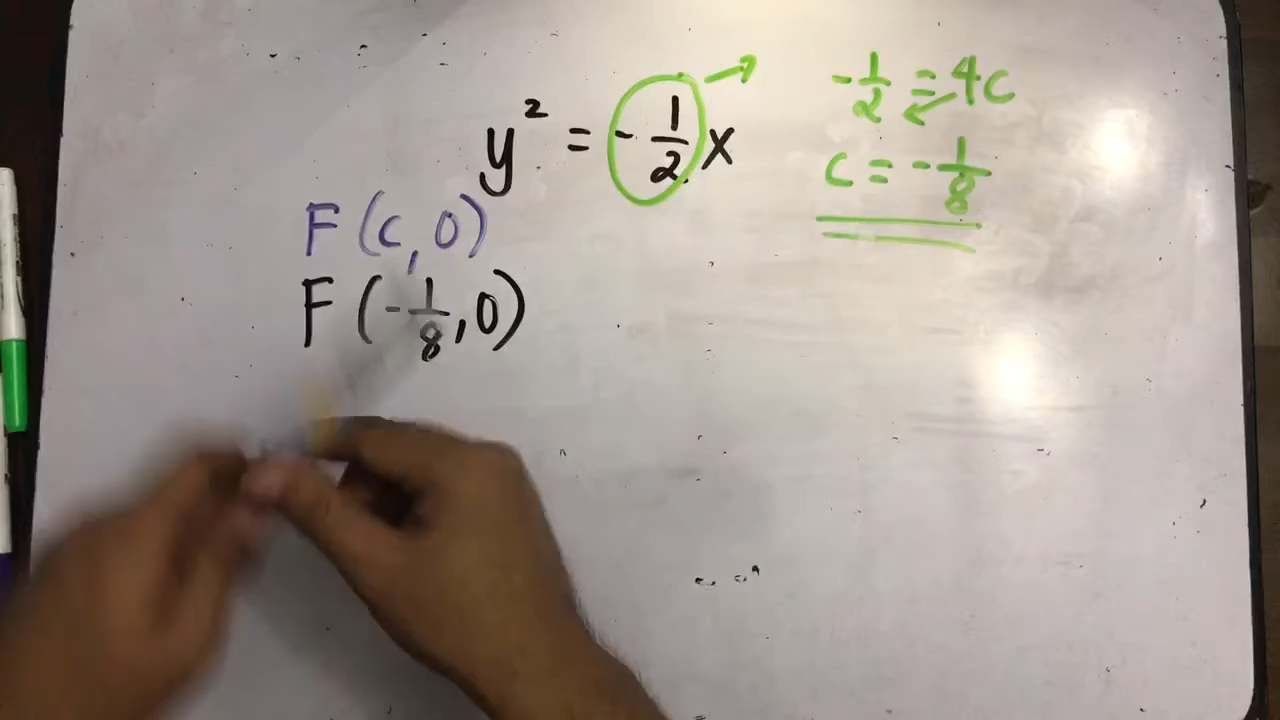 y² = -1/2 x
-1/2 = 4c
c = -1/8
F(c, 0)
F(-1/8, 0)